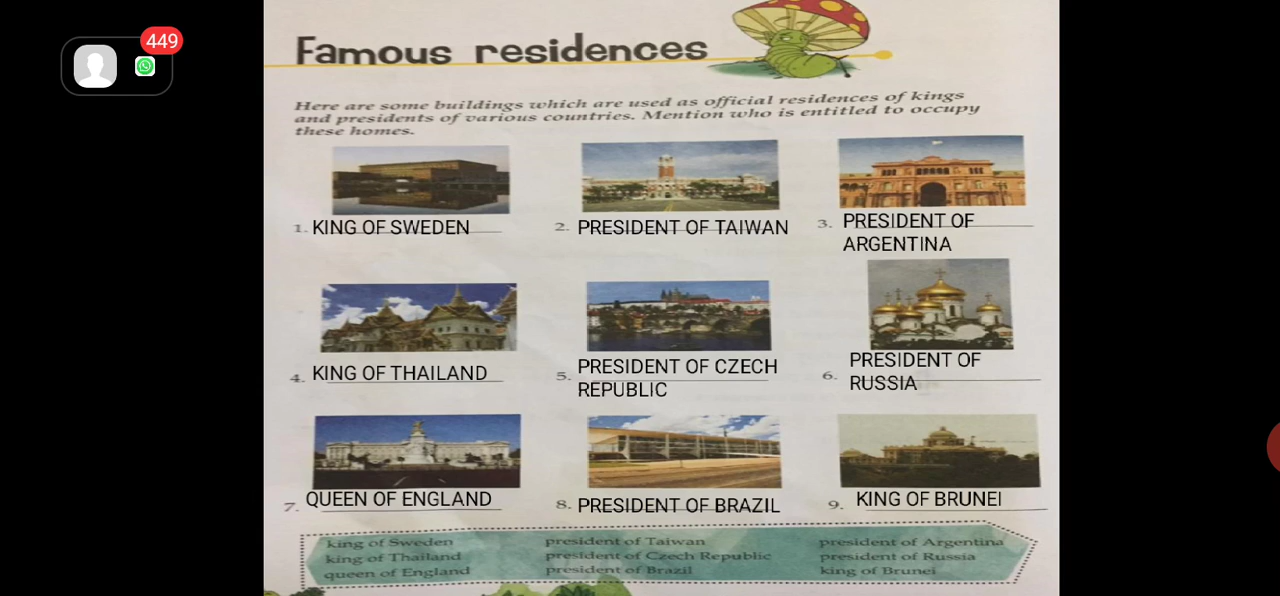 449
Famous residences
Here are some buildings which are used as official residences of kings
and presidents of various countries. Mention who is entitled to occupy
these homes.
1. KING OF SWEDEN
2. PRESIDENT OF TAIWAN
3. PRESIDENT OF
ARGENTINA
4. KING OF THAILAND
5. PRESIDENT OF CZECH
REPUBLIC
6. PRESIDENT OF
RUSSIA
7. QUEEN OF ENGLAND
8. PRESIDENT OF BRAZIL
9. KING OF BRUNEI
king of Sweden president of Taiwan president of Argentina
king of Thailand president of Czech Republic president of Russia
queen of England president of Brazil king of Brunei